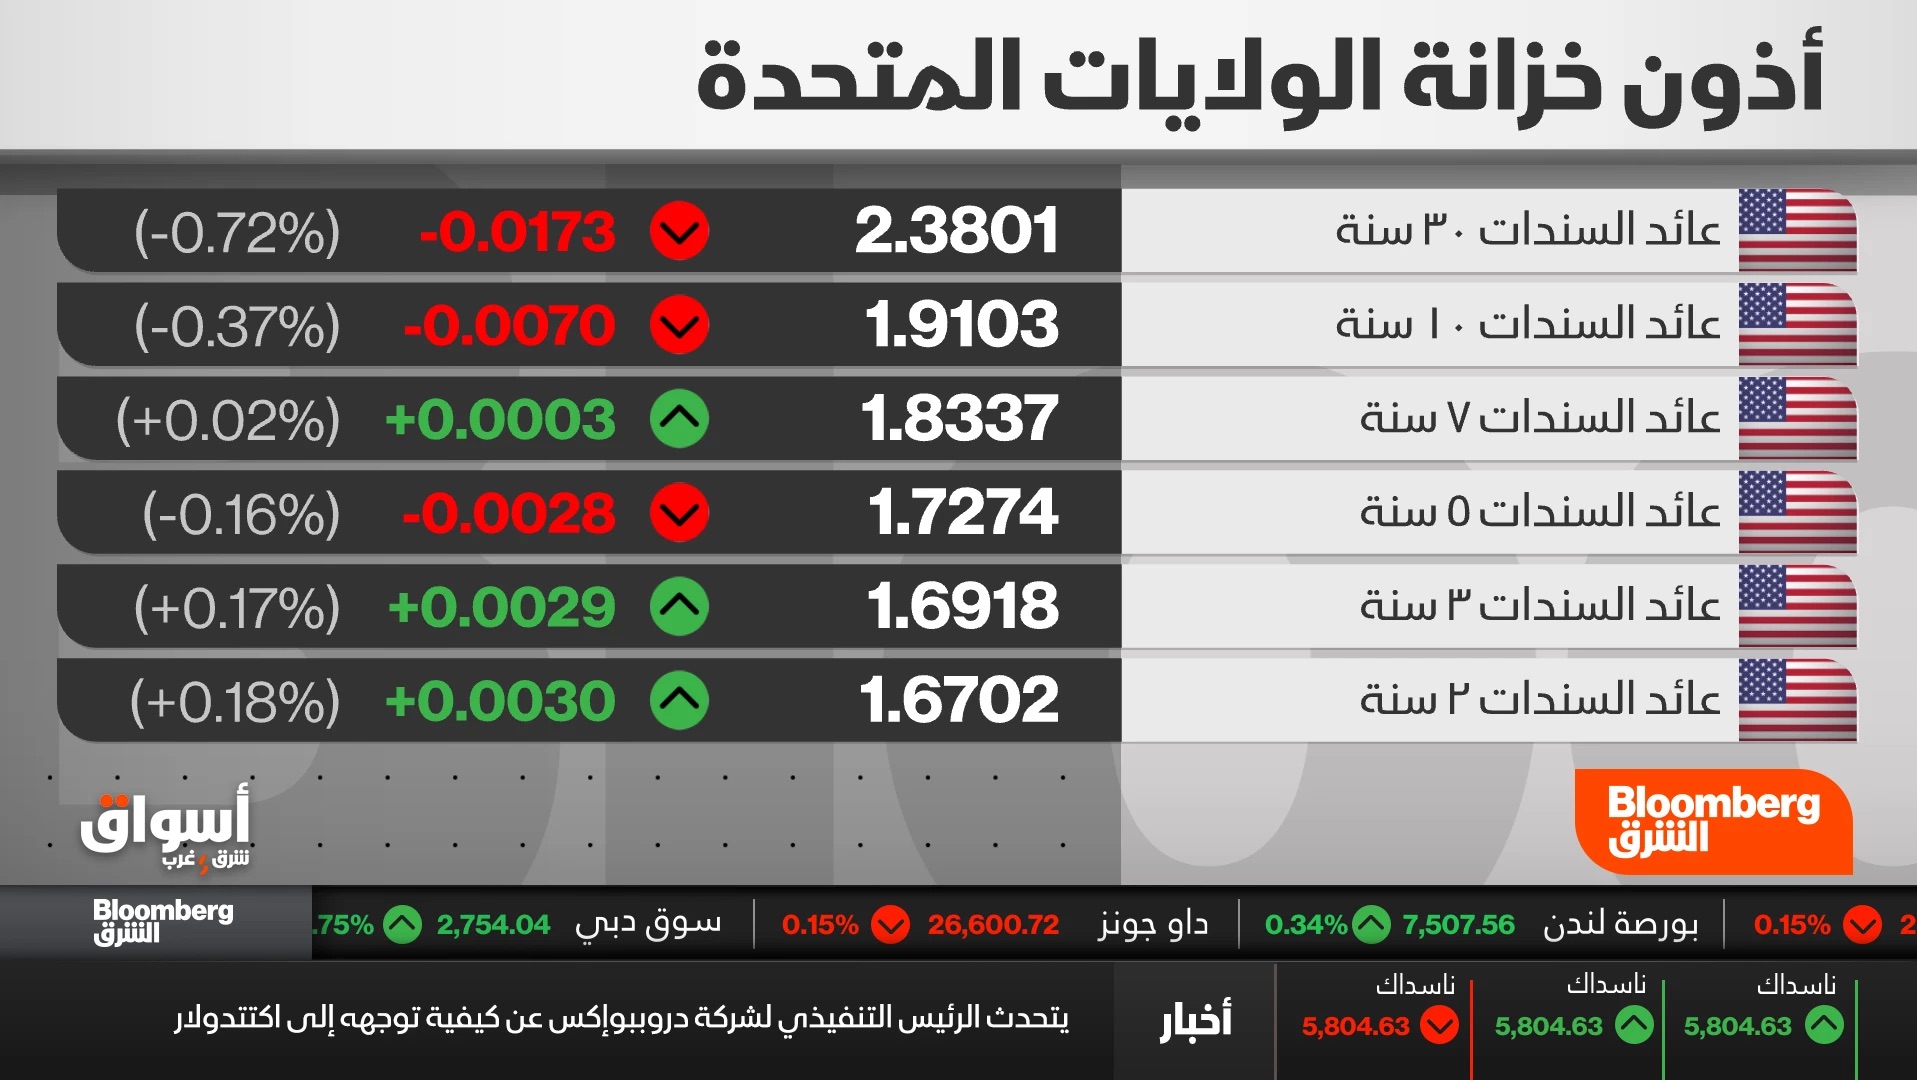 أذون خزانة الولايات المتحدة
عائد السندات ٣٠ سنة 2.3801 -0.0173 (-0.72%)
عائد السندات ١٠ سنة 1.9103 -0.0070 (-0.37%)
عائد السندات ٧ سنة 1.8337 +0.0003 (+0.02%)
عائد السندات ٥ سنة 1.7274 -0.0028 (-0.16%)
عائد السندات ٣ سنة 1.6918 +0.0029 (+0.17%)
عائد السندات ٢ سنة 1.6702 +0.0030 (+0.18%)
Bloomberg
الشرق
أسواق
شرق و غرب
2 0.15% بورصة لندن 7,507.56 0.34% داو جونز 26,600.72 0.15% سوق دبي 2,754.04 .75%
Bloomberg
الشرق
ناسداك ناسداك ناسداك
5,804.63 5,804.63 5,804.63
أخبار
يتحدث الرئيس التنفيذي لشركة دروببوإكس عن كيفية توجهه إلى اكتتدولار